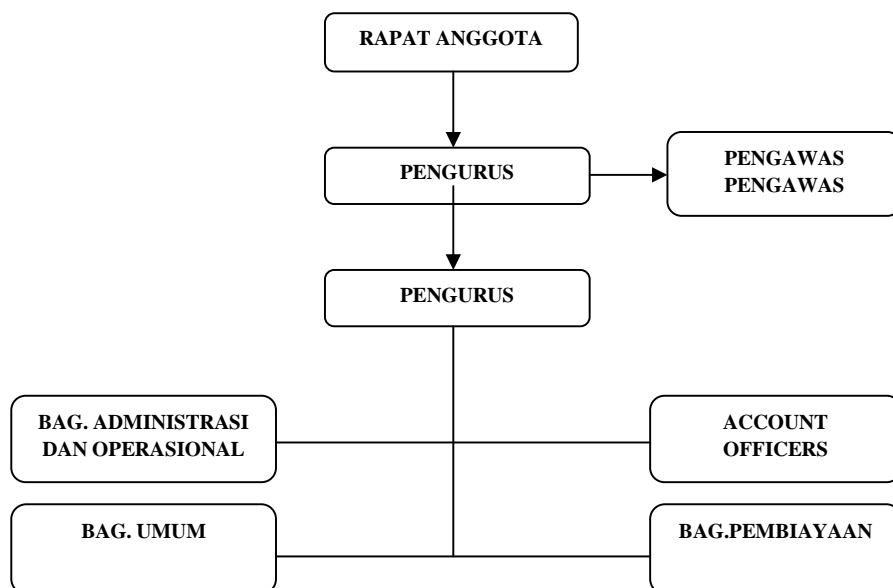 RAPAT ANGGOTA
PENGURUS
PENGAWAS
PENGAWAS
PENGURUS
BAG. ADMINISTRASI
DAN OPERASIONAL
ACCOUNT
OFFICERS
BAG. UMUM
BAG.PEMBIAYAAN